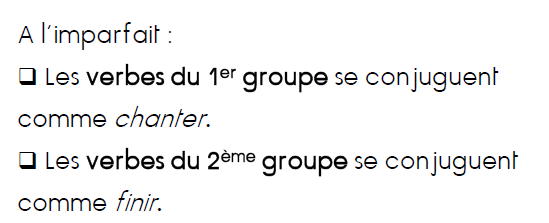 A l'imparfait :
❑ Les verbes du 1er groupe se conjuguent
comme chanter.
❑ Les verbes du 2ème groupe se conjuguent
comme finir.